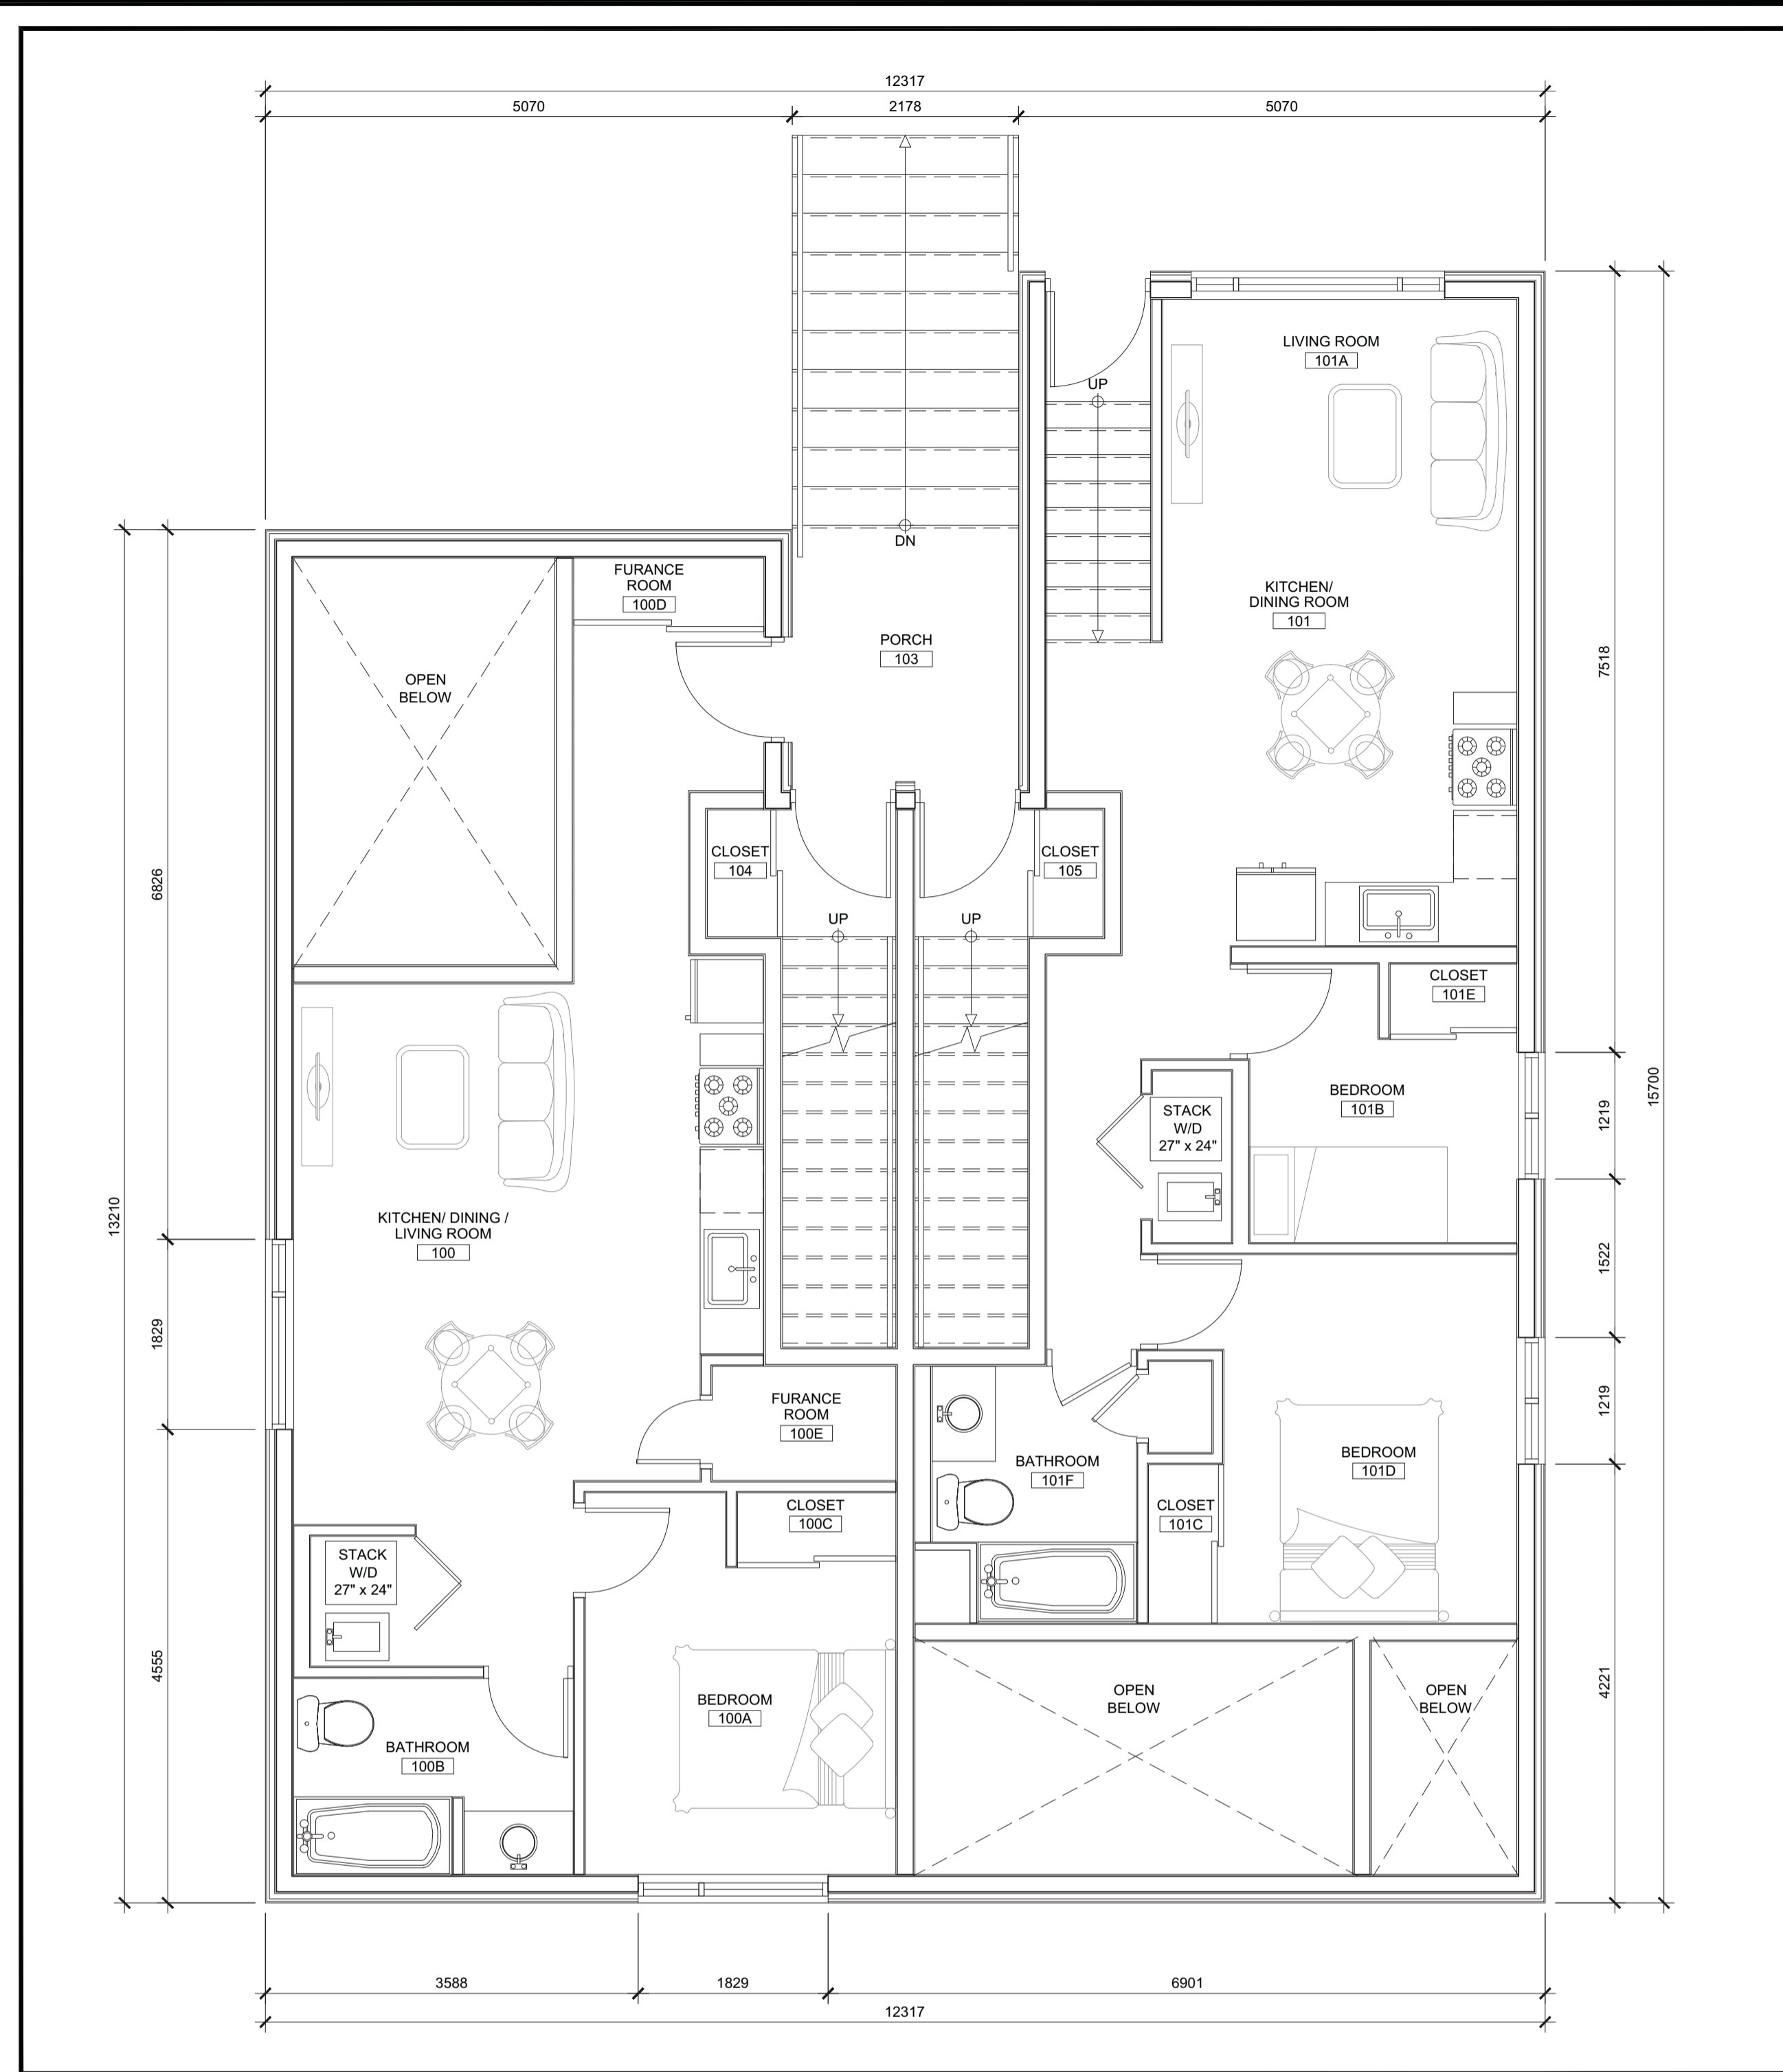 12317
5070
2178
5070
LIVING ROOM
101A
UP
DN
FURANCE
ROOM
100D
KITCHEN/
DINING ROOM
101
PORCH
103
OPEN
BELOW
7518
6826
13210
CLOSET
104
CLOSET
105
UP
UP
CLOSET
101E
BEDROOM
101B
STACK
W/D
27" x 24"
1219
15700
KITCHEN/ DINING /
LIVING ROOM
100
1522
1829
FURANCE
ROOM
100E
1219
BATHROOM
101F
BEDROOM
101D
CLOSET
100C
CLOSET
101C
STACK
W/D
27" x 24"
4555
BEDROOM
100A
OPEN
BELOW
OPEN
BELOW
4221
BATHROOM
100B
3588
1829
6901
12317